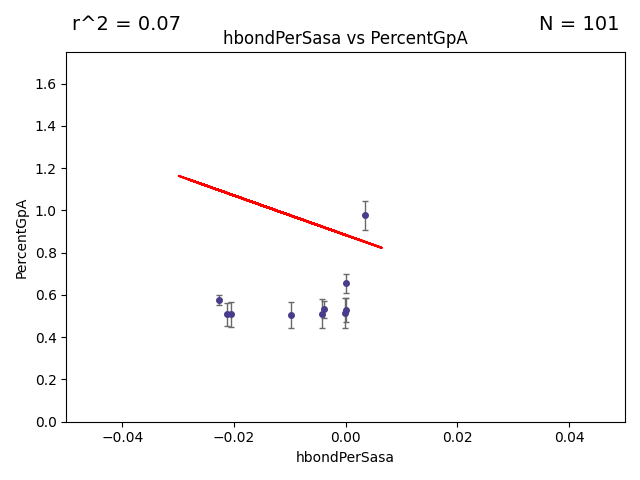 r^2 = 0.07
N = 101
hbondPerSasa vs PercentGpA
PercentGpA
1.6
1.4
1.2
1.0
0.8
0.6
0.4
0.2
0.0
−0.04
−0.02
0.00
0.02
0.04
hbondPerSasa